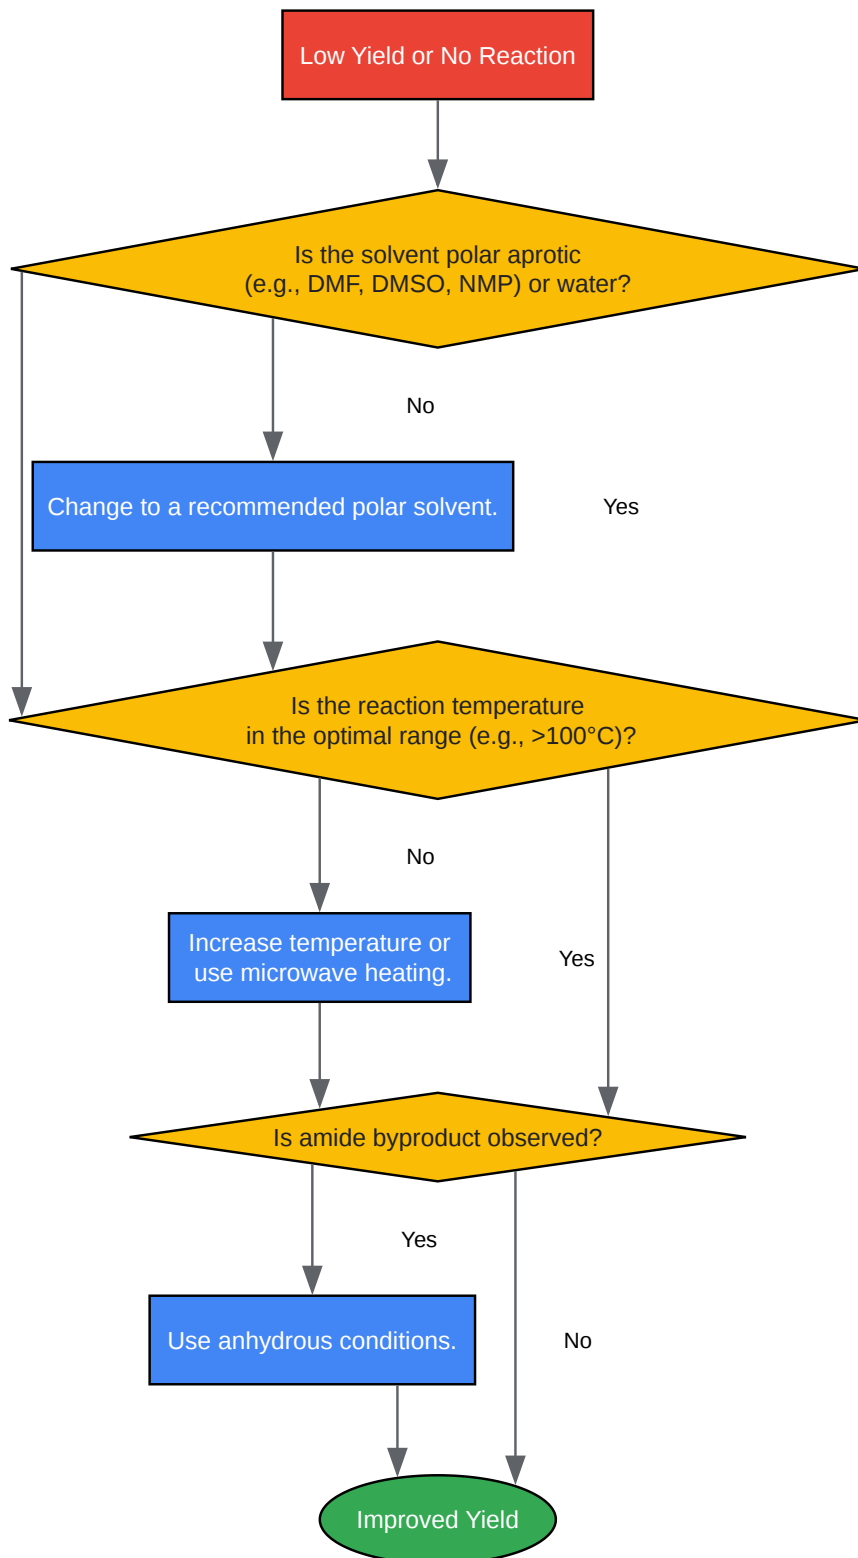 Low Yield or No Reaction
Is the solvent polar aprotic
(e.g., DMF, DMSO, NMP) or water?
No
Change to a recommended polar solvent.
Yes
Is the reaction temperature
in the optimal range (e.g., >100°C)?
No
Increase temperature or
use microwave heating.
Yes
Is amide byproduct observed?
Yes
Use anhydrous conditions.
No
Improved Yield